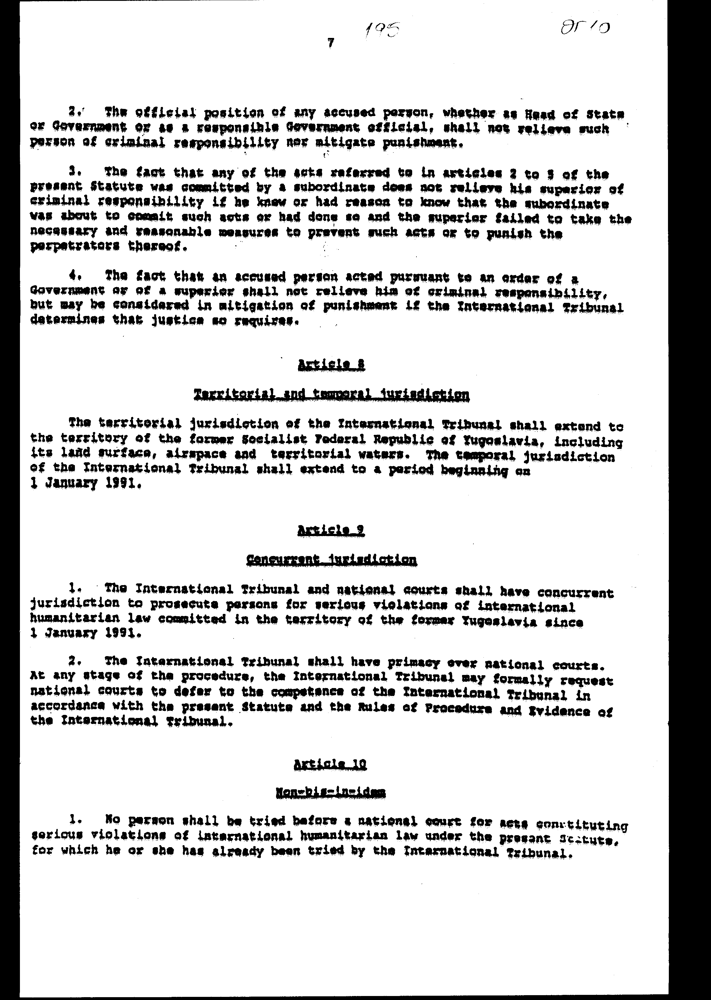 195
7
2. The official position of any accused person, whether as Head of State
or Government or as a responsible Government official, shall not relieve such
person of criminal responsibility nor mitigate punishment.
3. The fact that any of the acts referred to in articles 2 to 5 of the
present Statute was committed by a subordinate does not relieve his superior of
criminal responsibility if he knew or had reason to know that the subordinate
was about to commit such acts or had done so and the superior failed to take the
necessary and reasonable measures to prevent such acts or to punish the
perpetrators thereof.
4. The fact that an accused person acted pursuant to an order of a
Government or of a superior shall not relieve him of criminal responsibility,
but may be considered in mitigation of punishment if the International Tribunal
determines that justice so requires.
Article 8
Territorial and temporal jurisdiction
The territorial jurisdiction of the International Tribunal shall extend to
the territory of the former Socialist Federal Republic of Yugoslavia, including
its land surface, airspace and territorial waters. The temporal jurisdiction
of the International Tribunal shall extend to a period beginning on
1 January 1991.
Article 9
Concurrent jurisdiction
1. The International Tribunal and national courts shall have concurrent
jurisdiction to prosecute persons for serious violations of international
humanitarian law committed in the territory of the former Yugoslavia since
1 January 1991.
2. The International Tribunal shall have primacy over national courts.
At any stage of the procedure, the International Tribunal may formally request
national courts to defer to the competence of the International Tribunal in
accordance with the present Statute and the Rules of Procedure and Evidence of
the International Tribunal.
Article 10
Non-bis-in-idem
1. No person shall be tried before a national court for acts constituting
serious violations of international humanitarian law under the present Statute,
for which he or she has already been tried by the International Tribunal.